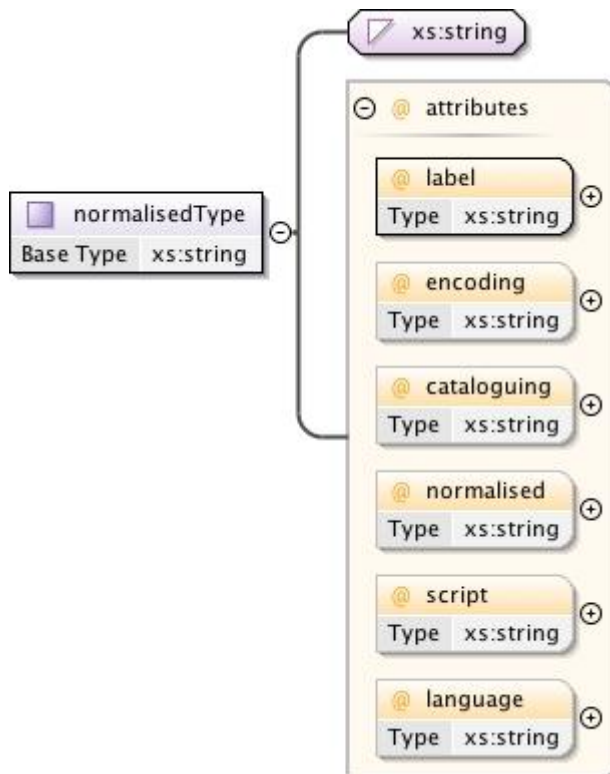 xs:string
@ attributes
@ label
Type xs:string
normalisedType
Base Type xs:string
@ encoding
Type xs:string
@ cataloguing
Type xs:string
@ normalised
Type xs:string
@ script
Type xs:string
@ language
Type xs:string